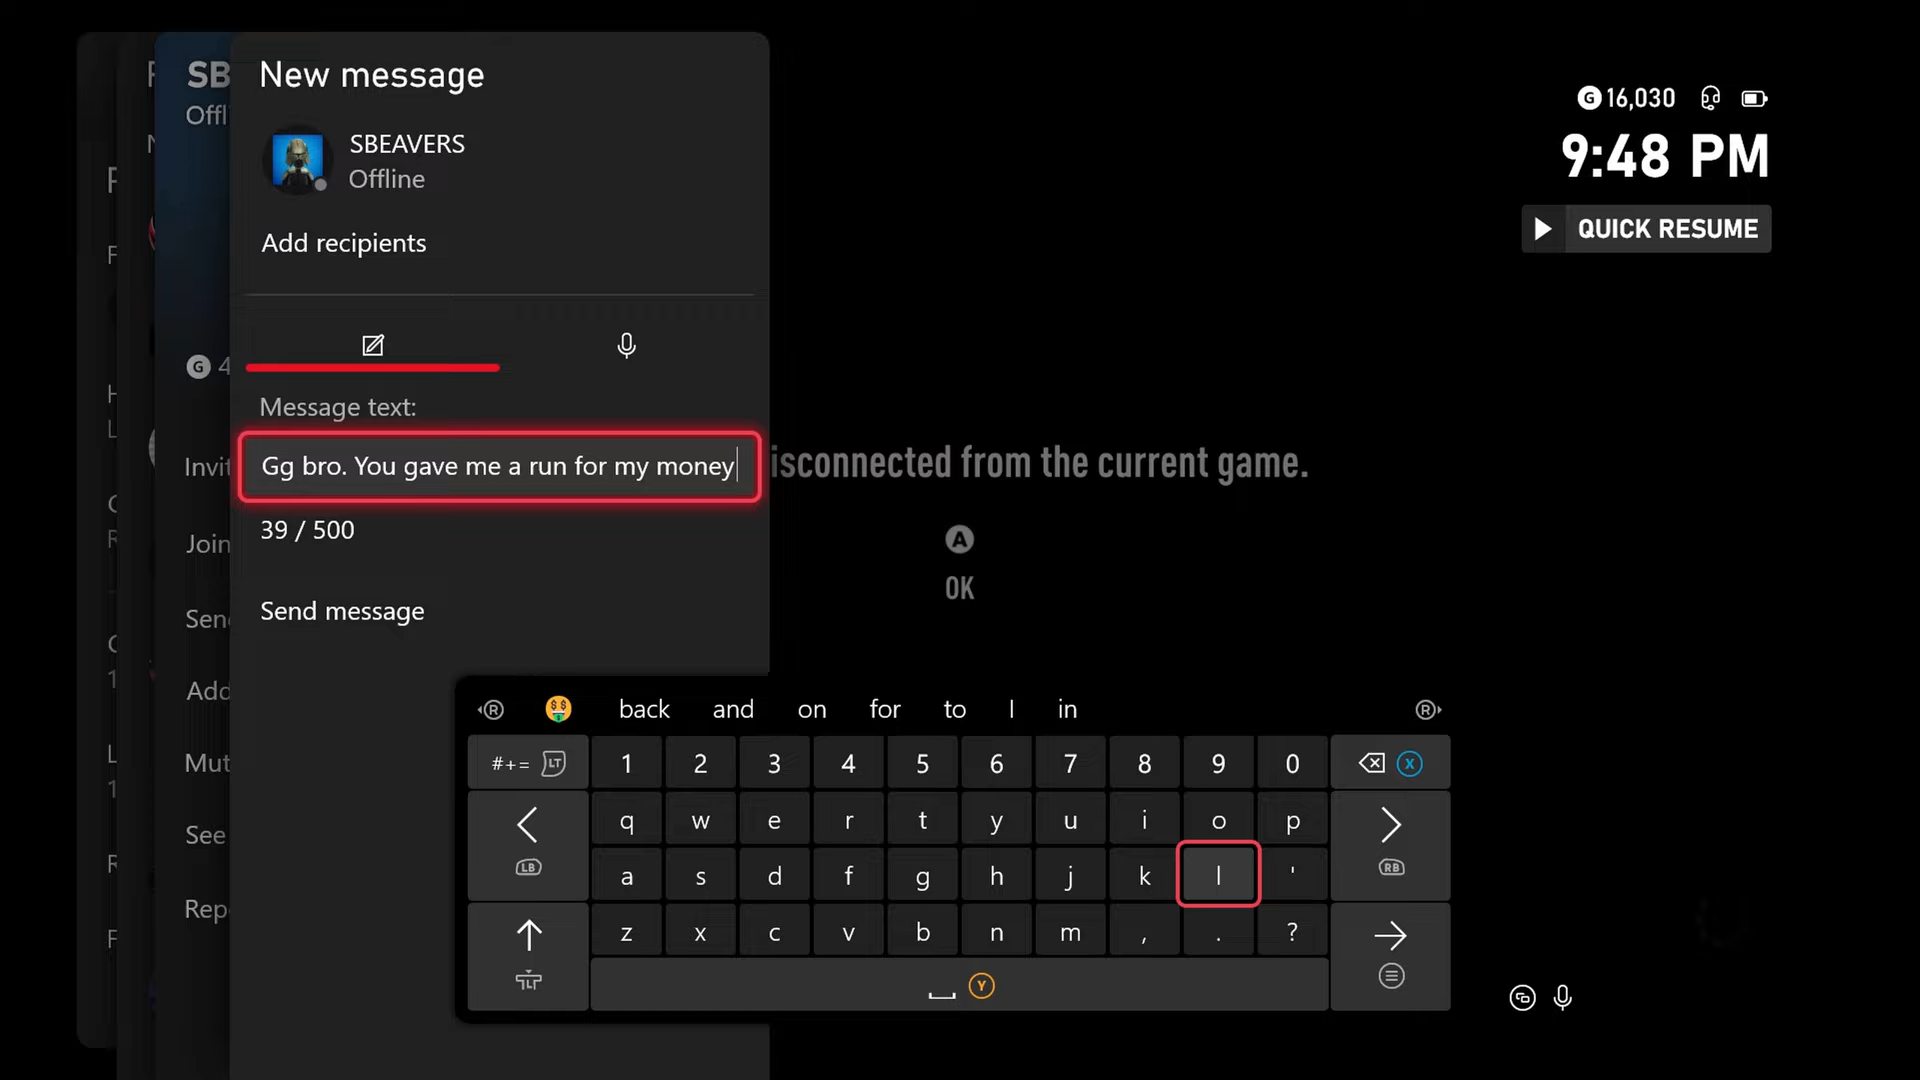 New message
SB
Offli
SBEAVERS
Offline
Add recipients
G 16,030
9:48 PM
QUICK RESUME
G 4
Message text:
Gg bro. You gave me a run for my money
isconnected from the current game.
39 / 500
A
OK
Send message
Invit
Join
Send
Add
Mut
See
Rep
R back and on for to I in R
#+= LT 1 2 3 4 5 6 7 8 9 0 X
q w e r t y u i o p
LB a s d f g h j k l ' RB
z x c v b n m , . ?
Y